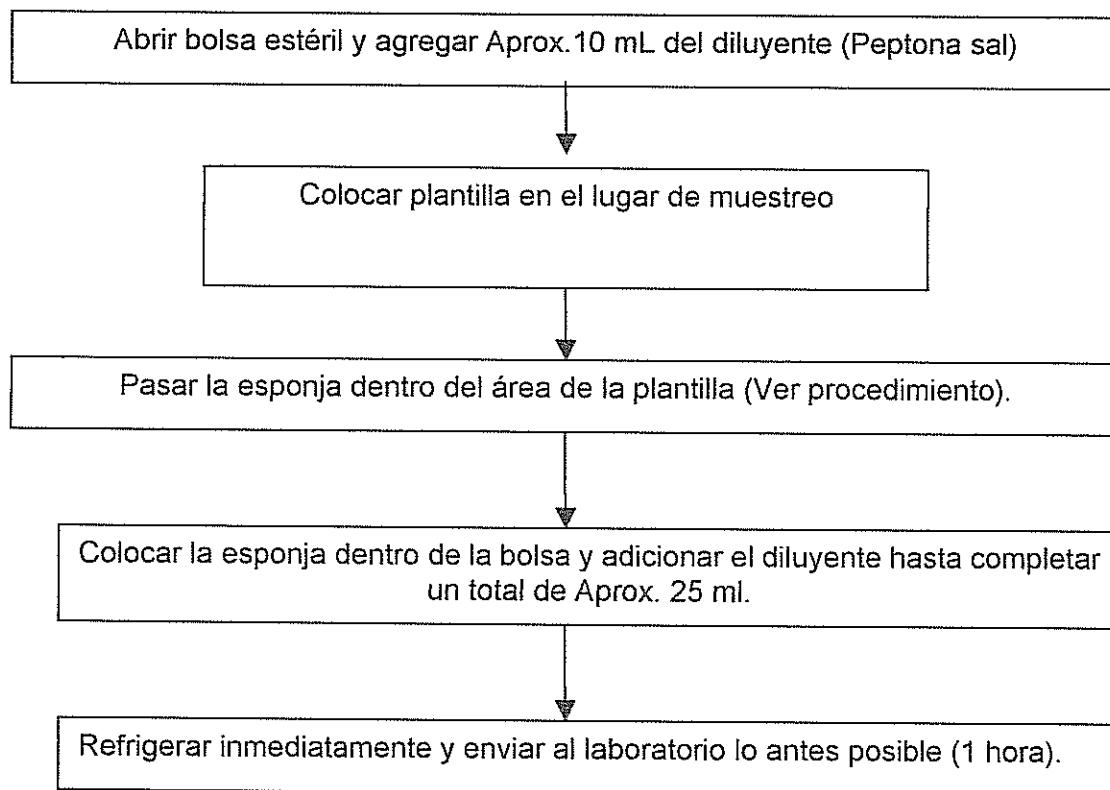 Abrir bolsa estéril y agregar Aprox.10 mL del diluyente (Peptona sal)
Colocar plantilla en el lugar de muestreo
Pasar la esponja dentro del área de la plantilla (Ver procedimiento).
Colocar la esponja dentro de la bolsa y adicionar el diluyente hasta completar
un total de Aprox. 25 ml.
Refrigerar inmediatamente y enviar al laboratorio lo antes posible (1 hora).